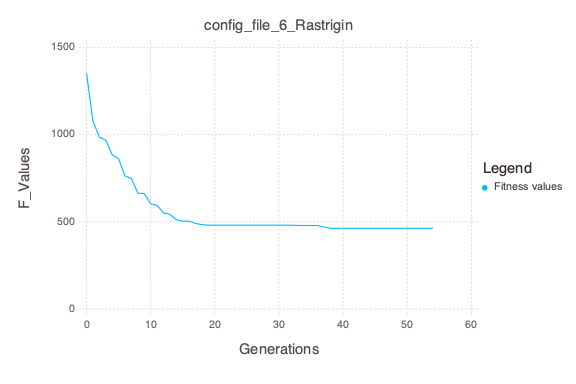 config_file_6_Rastrigin
1500
1000
500
0
F_Values
0 10 20 30 40 50 60
Generations
Legend
Fitness values